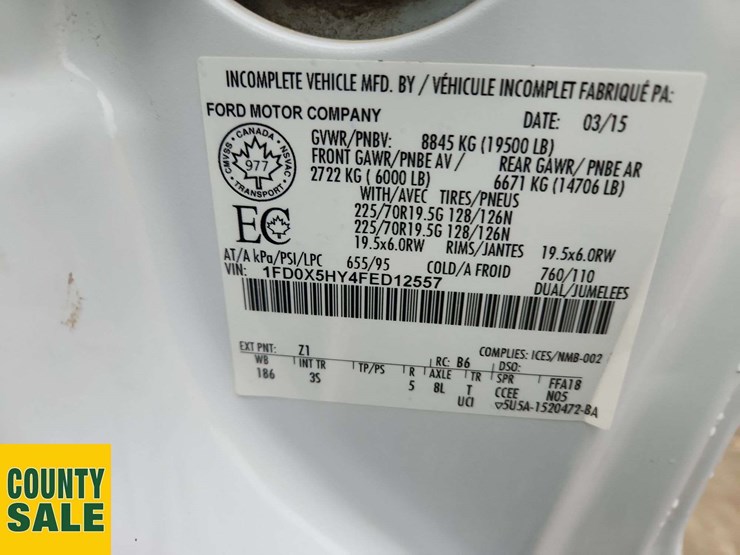 INCOMPLETE VEHICLE MFD. BY / VÉHICULE INCOMPLET FABRIQUÉ PA:
FORD MOTOR COMPANY
DATE: 03/15
GVWR/PNBV: 8845 KG (19500 LB)
FRONT GAWR/PNBE AV / REAR GAWR/ PNBE AR
2722 KG ( 6000 LB) 6671 KG (14706 LB)
WITH/AVEC TIRES/PNEUS
225/70R19.5G 128/126N
225/70R19.5G 128/126N
19.5x6.0RW RIMS/JANTES 19.5x6.0RW
AT/A kPa/PSI/LPC 655/95 COLD/A FROID 760/110
DUAL/JUMELEES
CANADA
CMVSS NSVAC
977
TRANSPORT
EC
VIN: 1FD0X5HY4FED12557
EXT PNT: Z1 RC: B6 DSO:
COMPLIES: ICES/NMB-002
WB INT TR TP/PS R AXLE TR SPR FFA18
186 3S 5 8L T CCEE N05
UCI ▽5U5A-1520472-BA
COUNTY
SALE